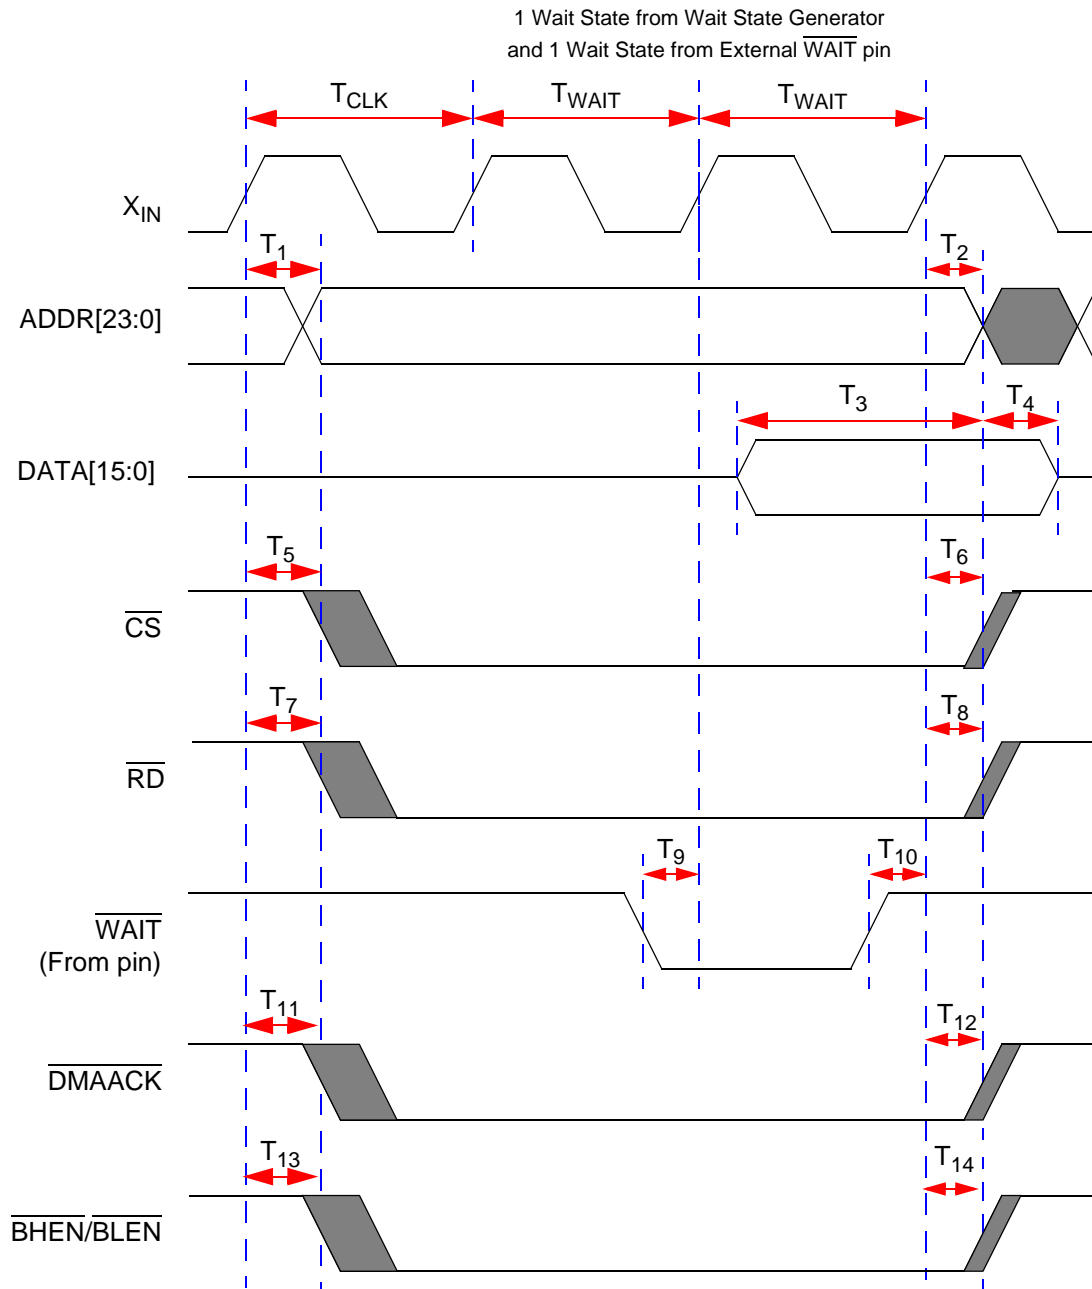 1 Wait State from Wait State Generator
and 1 Wait State from External WAIT pin
TCLK TWAIT TWAIT
XIN
T1 T2
ADDR[23:0]
T3 T4
DATA[15:0]
T5 T6
CS
T7 T8
RD
T9 T10
WAIT
(From pin)
T11 T12
DMAACK
T13 T14
BHEN/BLEN